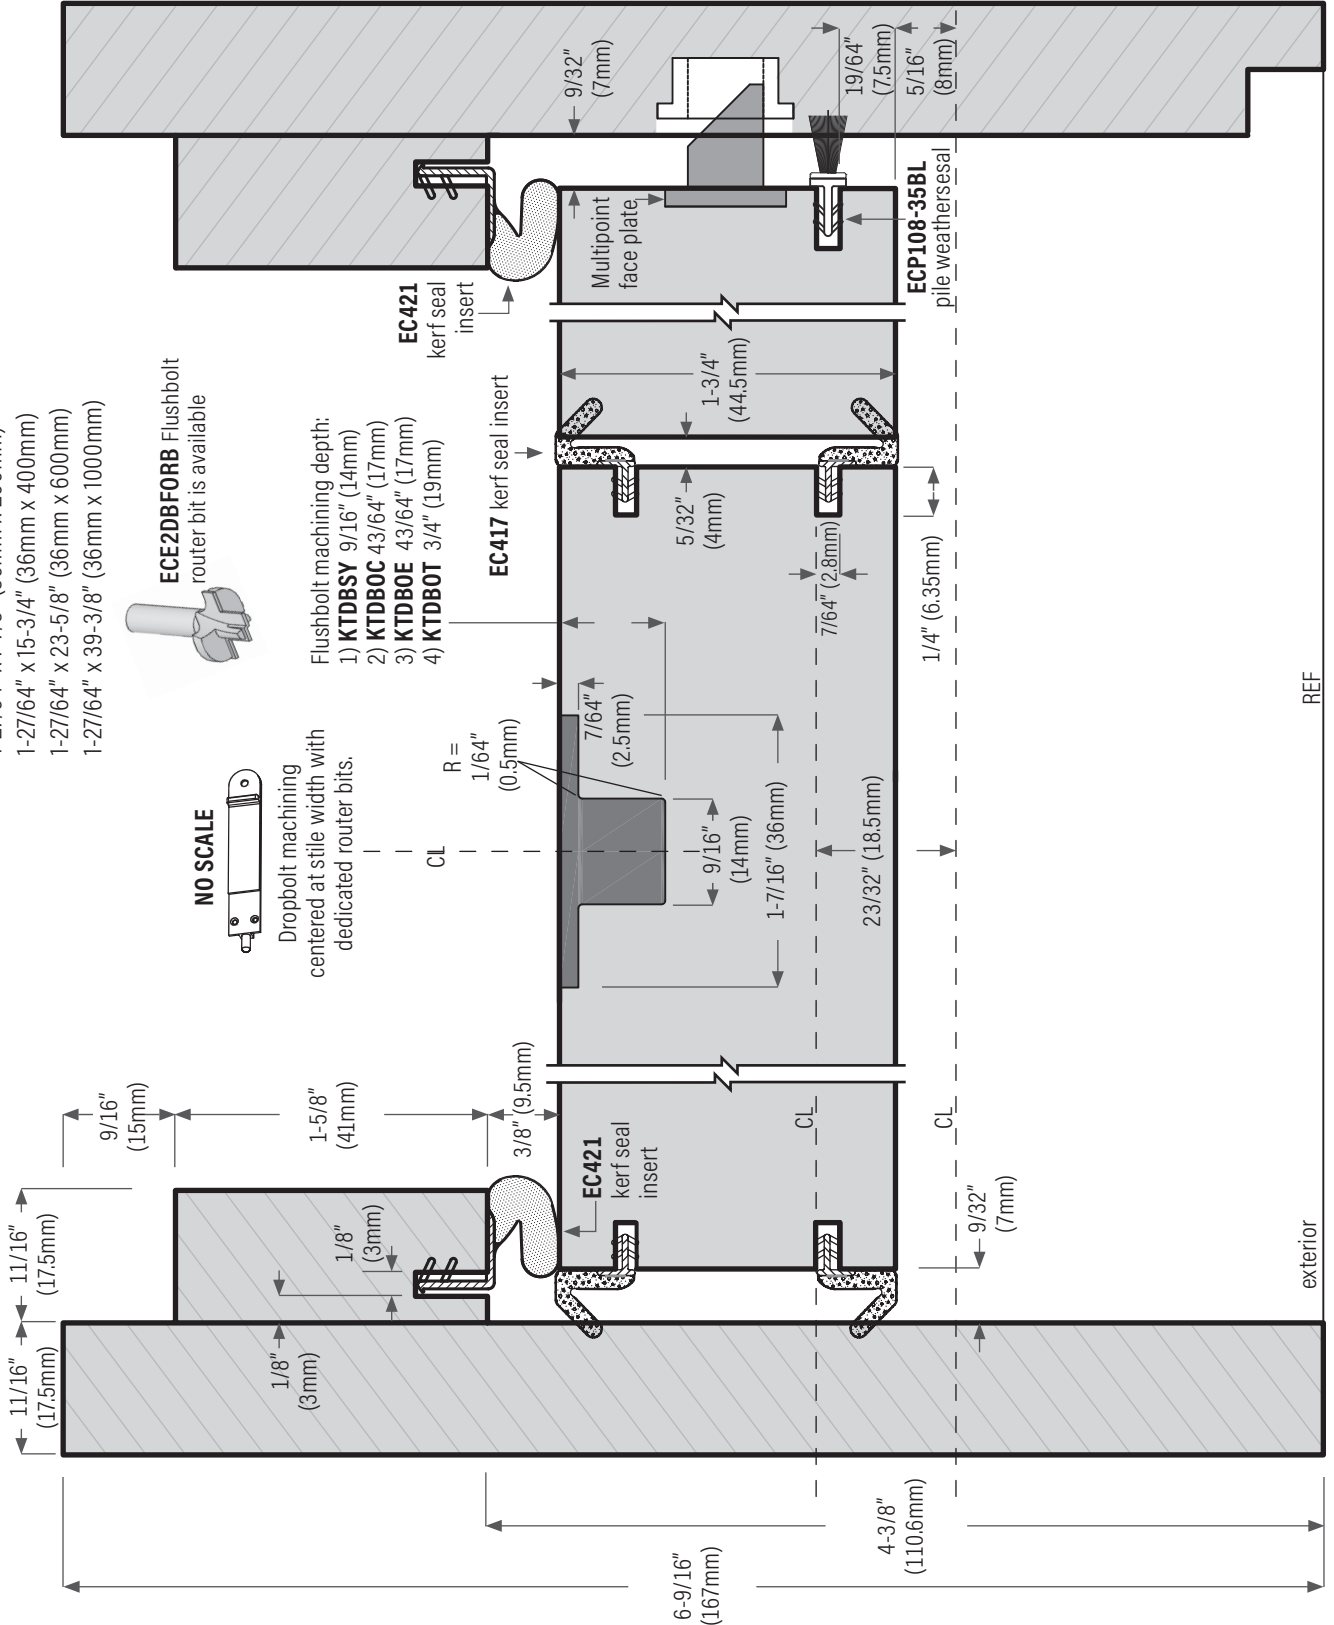 1-27/64" x 15-3/4" (36mm x 400mm)
1-27/64" x 23-5/8" (36mm x 600mm)
1-27/64" x 39-3/8" (36mm x 1000mm)
ECE2DBFORB Flushbolt
router bit is available
NO SCALE
Dropbolt machining
centered at stile width with
dedicated router bits.
Flushbolt machining depth:
1) KTDBSY 9/16" (14mm)
2) KTDBOC 43/64" (17mm)
3) KTDBOE 43/64" (17mm)
4) KTDBOT 3/4" (19mm)
CL
R =
1/64"
(0.5mm)
11/16"
(17.5mm)
11/16"
(17.5mm)
9/16"
(15mm)
1-5/8"
(41mm)
3/8" (9.5mm)
1/8"
(3mm)
1/8"
(3mm)
EC421
kerf seal
insert
EC421
kerf seal
insert
EC417 kerf seal insert
9/32"
(7mm)
Multipoint
face plate
19/64"
(7.5mm)
5/16"
(8mm)
ECP108-35BL
pile weathersesal
1-3/4"
(44.5mm)
5/32"
(4mm)
7/64" (2.8mm)
1/4" (6.35mm)
7/64"
(2.5mm)
9/16"
(14mm)
1-7/16" (36mm)
23/32" (18.5mm)
CL
CL
9/32"
(7mm)
6-9/16"
(167mm)
4-3/8"
(110.6mm)
exterior
REF